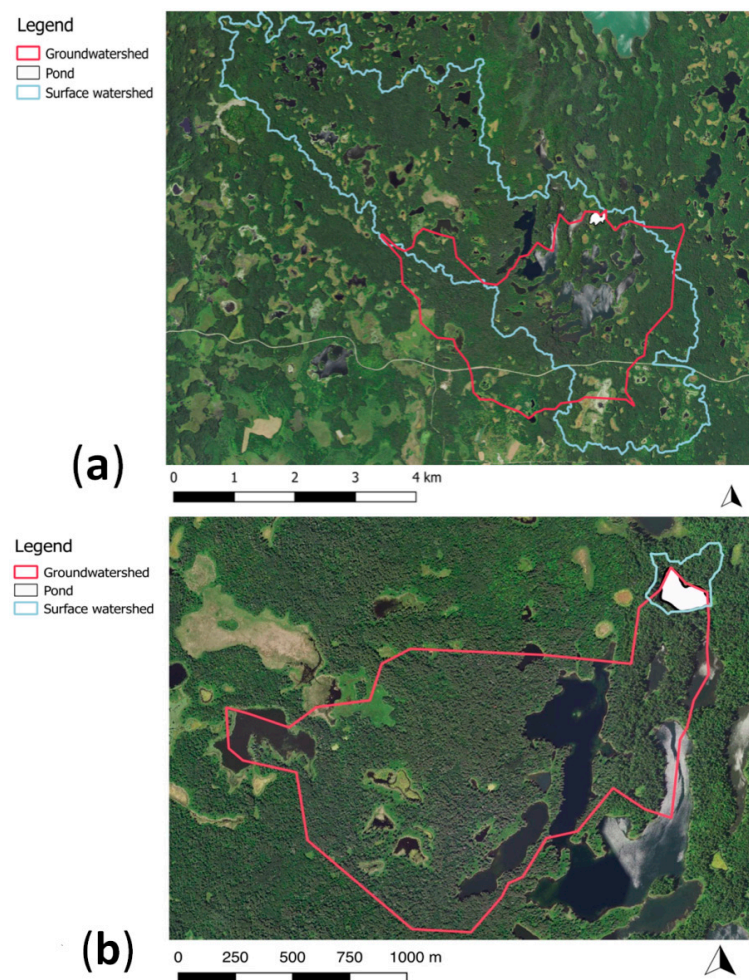 Legend
Groundwatershed
Pond
Surface watershed
(a)
0 1 2 3 4 km
Legend
Groundwatershed
Pond
Surface watershed
(b)
0 250 500 750 1000 m